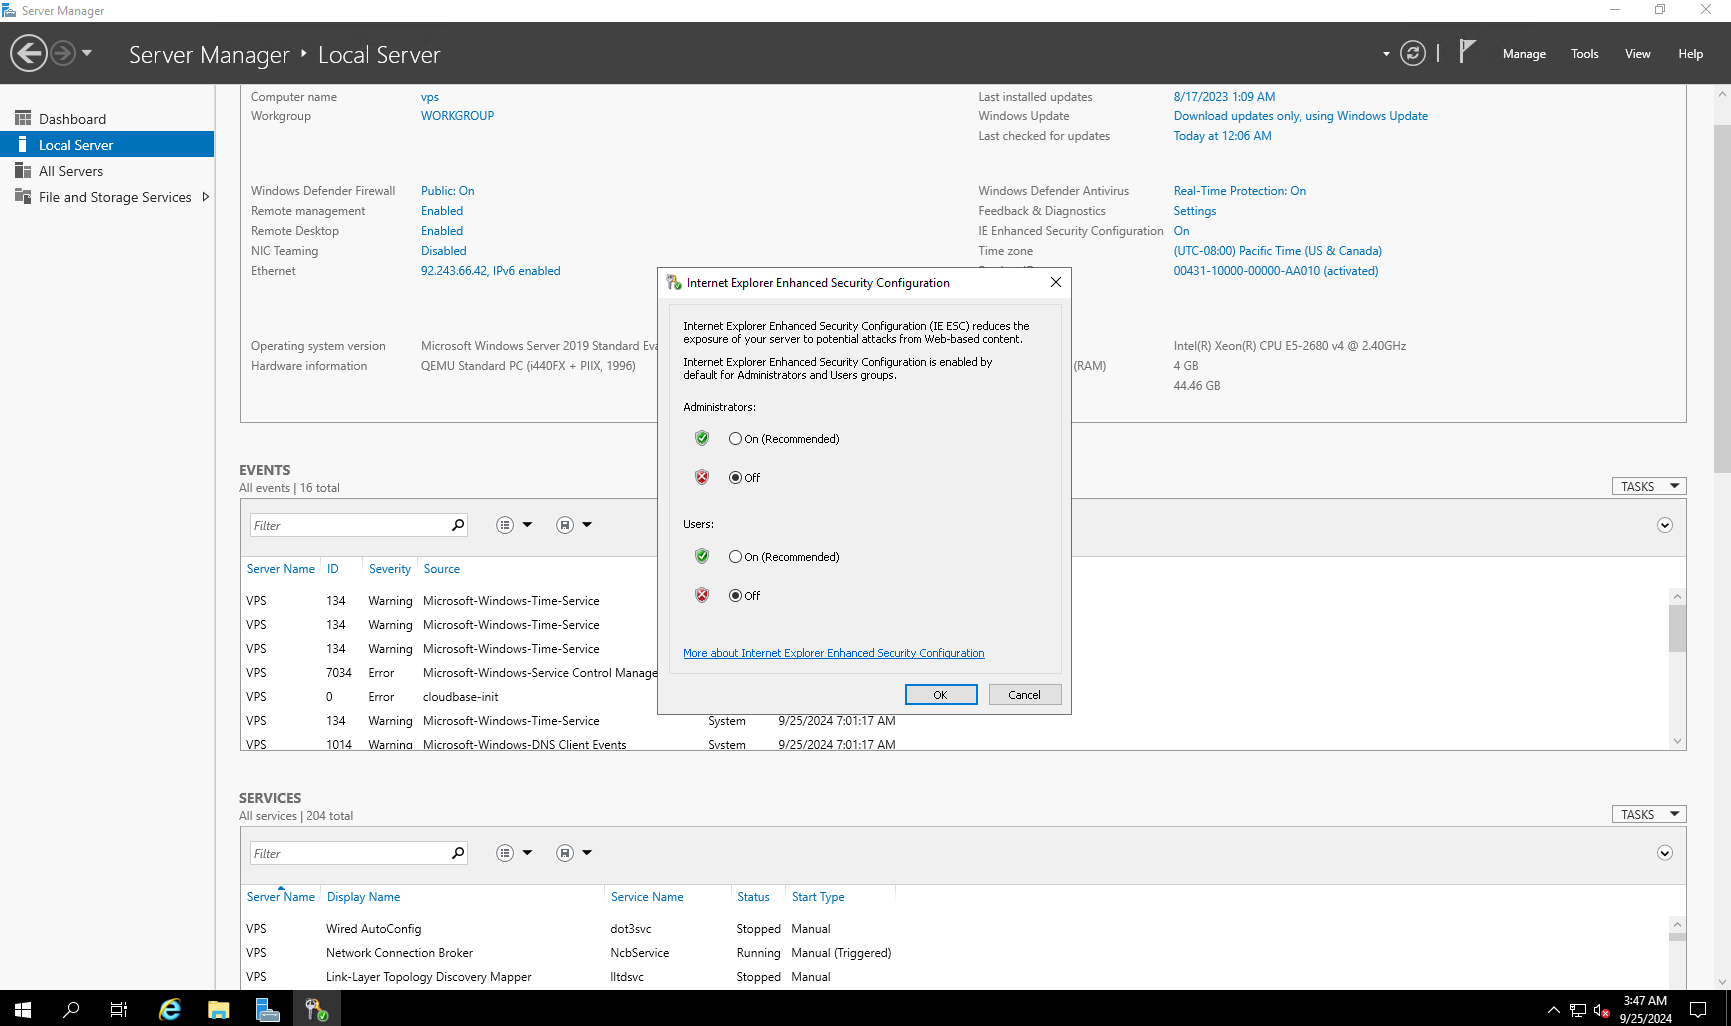 Server Manager
Server Manager ‣ Local Server
Manage Tools View Help
Dashboard
Local Server
All Servers
File and Storage Services
Computer name vps
Workgroup WORKGROUP
Last installed updates 8/17/2023 1:09 AM
Windows Update Download updates only, using Windows Update
Last checked for updates Today at 12:06 AM
Windows Defender Firewall Public: On
Remote management Enabled
Remote Desktop Enabled
NIC Teaming Disabled
Ethernet 92.243.66.42, IPv6 enabled
Windows Defender Antivirus Real-Time Protection: On
Feedback & Diagnostics Settings
IE Enhanced Security Configuration On
Time zone (UTC-08:00) Pacific Time (US & Canada)
00431-10000-00000-AA010 (activated)
Operating system version Microsoft Windows Server 2019 Standard Eva
Hardware information QEMU Standard PC (i440FX + PIIX, 1996)
Intel(R) Xeon(R) CPU E5-2680 v4 @ 2.40GHz
(RAM) 4 GB
44.46 GB
Internet Explorer Enhanced Security Configuration
Internet Explorer Enhanced Security Configuration (IE ESC) reduces the
exposure of your server to potential attacks from Web-based content.
Internet Explorer Enhanced Security Configuration is enabled by
default for Administrators and Users groups.
Administrators:
On (Recommended)
Off
Users:
On (Recommended)
Off
More about Internet Explorer Enhanced Security Configuration
OK Cancel
EVENTS
All events | 16 total
TASKS
Filter
Server Name ID Severity Source
VPS 134 Warning Microsoft-Windows-Time-Service
VPS 134 Warning Microsoft-Windows-Time-Service
VPS 134 Warning Microsoft-Windows-Time-Service
VPS 7034 Error Microsoft-Windows-Service Control Manage
VPS 0 Error cloudbase-init
VPS 134 Warning Microsoft-Windows-Time-Service System 9/25/2024 7:01:17 AM
VPS 1014 Warning Microsoft-Windows-DNS Client Events System 9/25/2024 7:01:17 AM
SERVICES
All services | 204 total
TASKS
Filter
Server Name Display Name Service Name Status Start Type
VPS Wired AutoConfig dot3svc Stopped Manual
VPS Network Connection Broker NcbService Running Manual (Triggered)
VPS Link-Layer Topology Discovery Mapper lltdsvc Stopped Manual
3:47 AM
9/25/2024